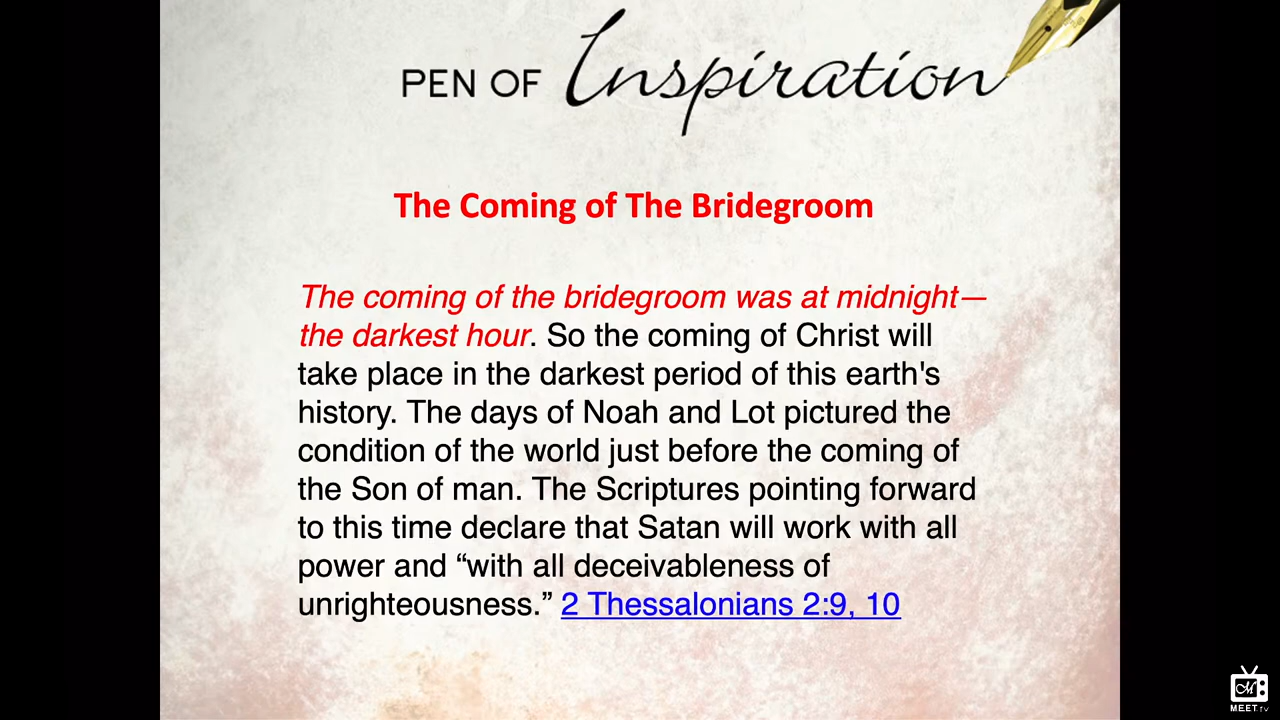 PEN OF Inspiration
The Coming of The Bridegroom
The coming of the bridegroom was at midnight—
the darkest hour. So the coming of Christ will
take place in the darkest period of this earth's
history. The days of Noah and Lot pictured the
condition of the world just before the coming of
the Son of man. The Scriptures pointing forward
to this time declare that Satan will work with all
power and “with all deceivableness of
unrighteousness.” 2 Thessalonians 2:9, 10
M
MEET.TV